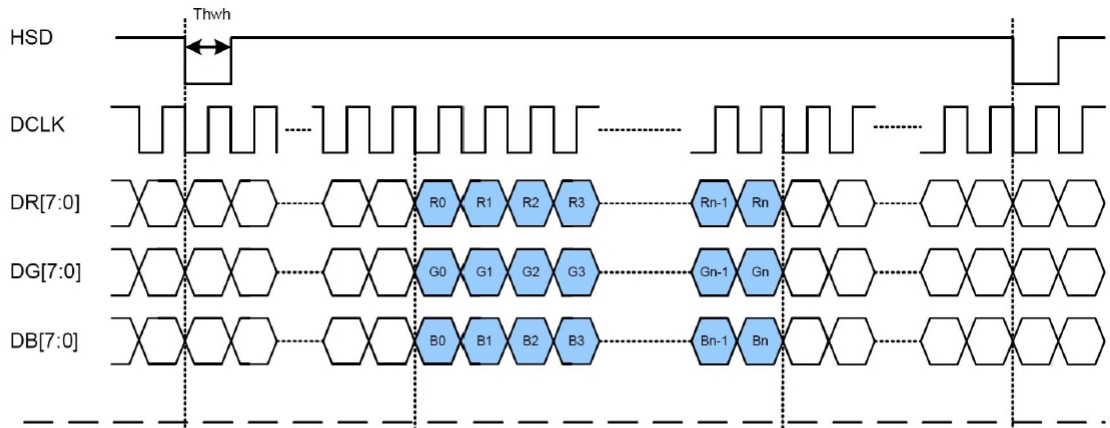 Thwh
HSD
DCLK
DR[7:0] R0 R1 R2 R3 Rn-1 Rn
DG[7:0] G0 G1 G2 G3 Gn-1 Gn
DB[7:0] B0 B1 B2 B3 Bn-1 Bn